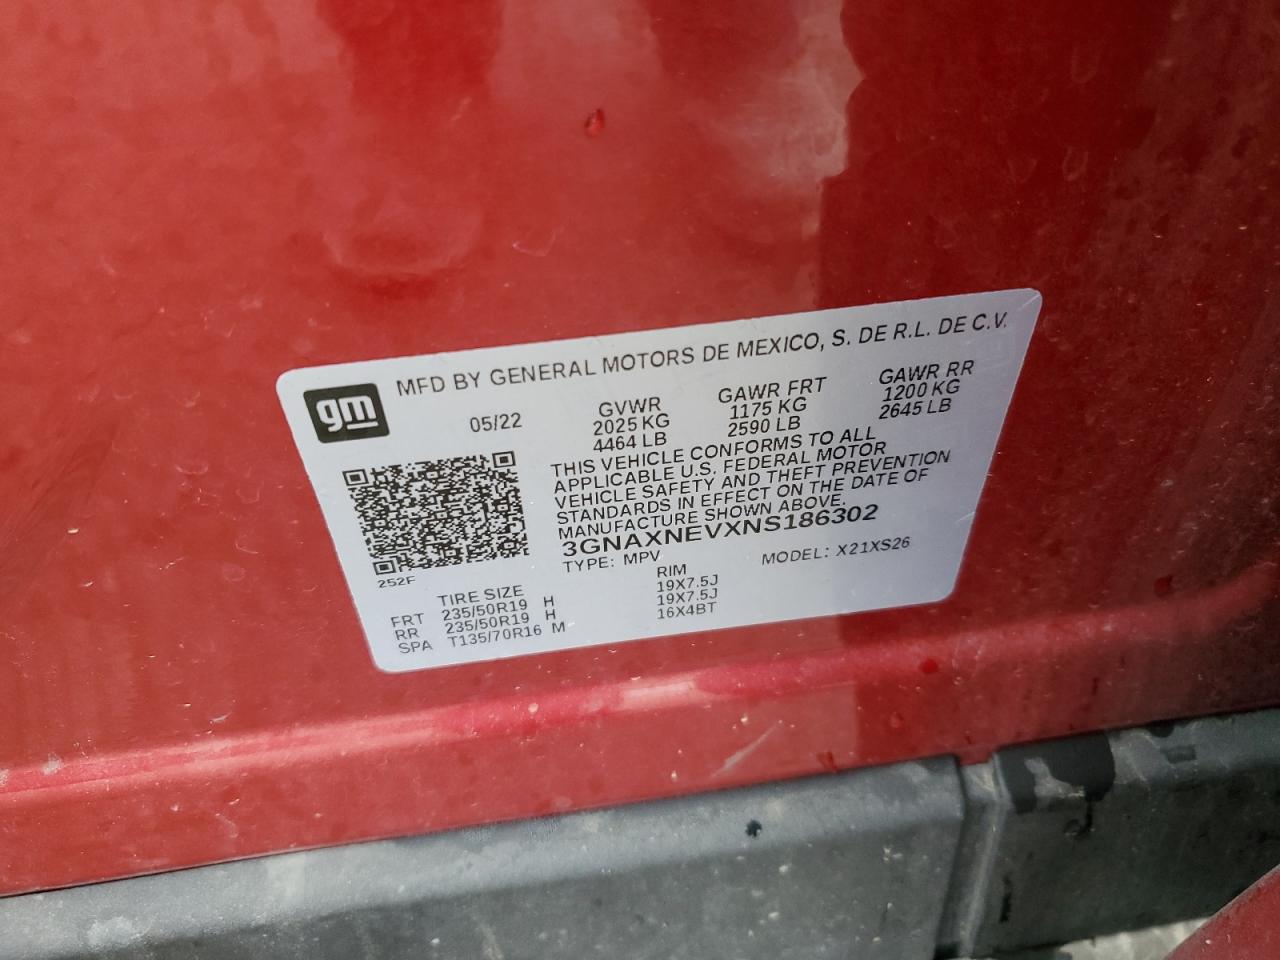 MFD BY GENERAL MOTORS DE MEXICO, S. DE R.L. DE C.V.
gm
05/22
GVWR GAWR FRT GAWR RR
2025 KG 1175 KG 1200 KG
4464 LB 2590 LB 2645 LB
THIS VEHICLE CONFORMS TO ALL
APPLICABLE U.S. FEDERAL MOTOR
VEHICLE SAFETY AND THEFT PREVENTION
STANDARDS IN EFFECT ON THE DATE OF
MANUFACTURE SHOWN ABOVE.
3GNAXNEVXNS186302
TYPE: MPV MODEL: X21XS26
252F
TIRE SIZE RIM
FRT 235/50R19 H 19X7.5J
RR 235/50R19 H 19X7.5J
SPA T135/70R16 M 16X4BT